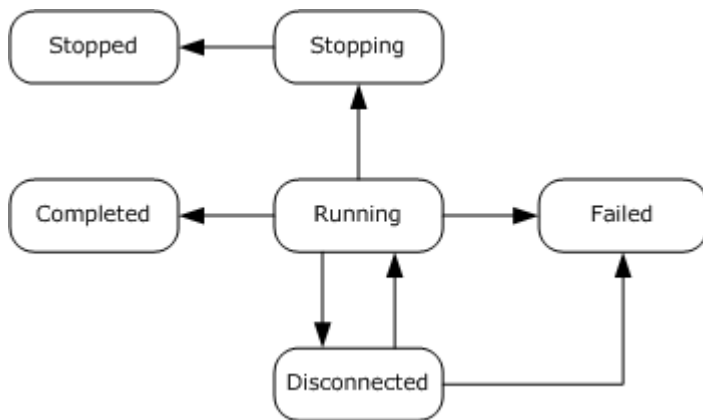 Stopped
Stopping
Completed
Running
Failed
Disconnected